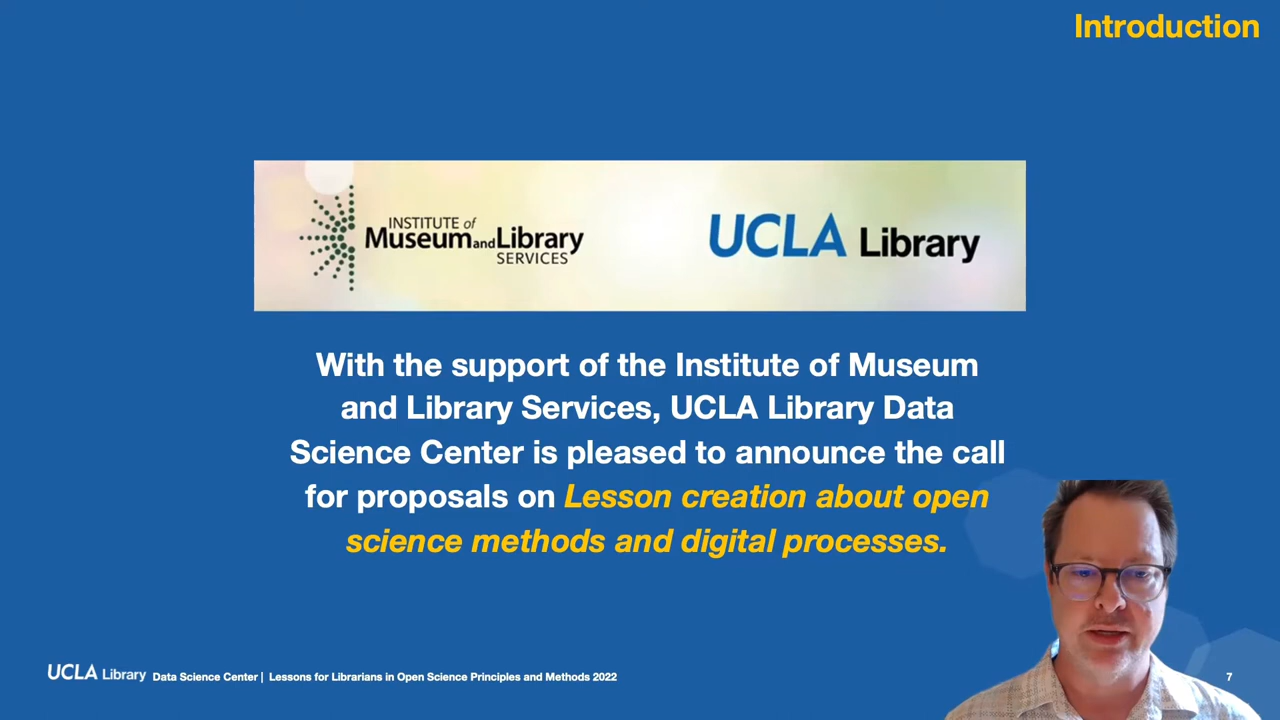 Introduction
INSTITUTE of
Museum and Library
SERVICES
UCLA Library
With the support of the Institute of Museum
and Library Services, UCLA Library Data
Science Center is pleased to announce the call
for proposals on Lesson creation about open
science methods and digital processes.
UCLA Library Data Science Center | Lessons for Librarians in Open Science Principles and Methods 2022
7